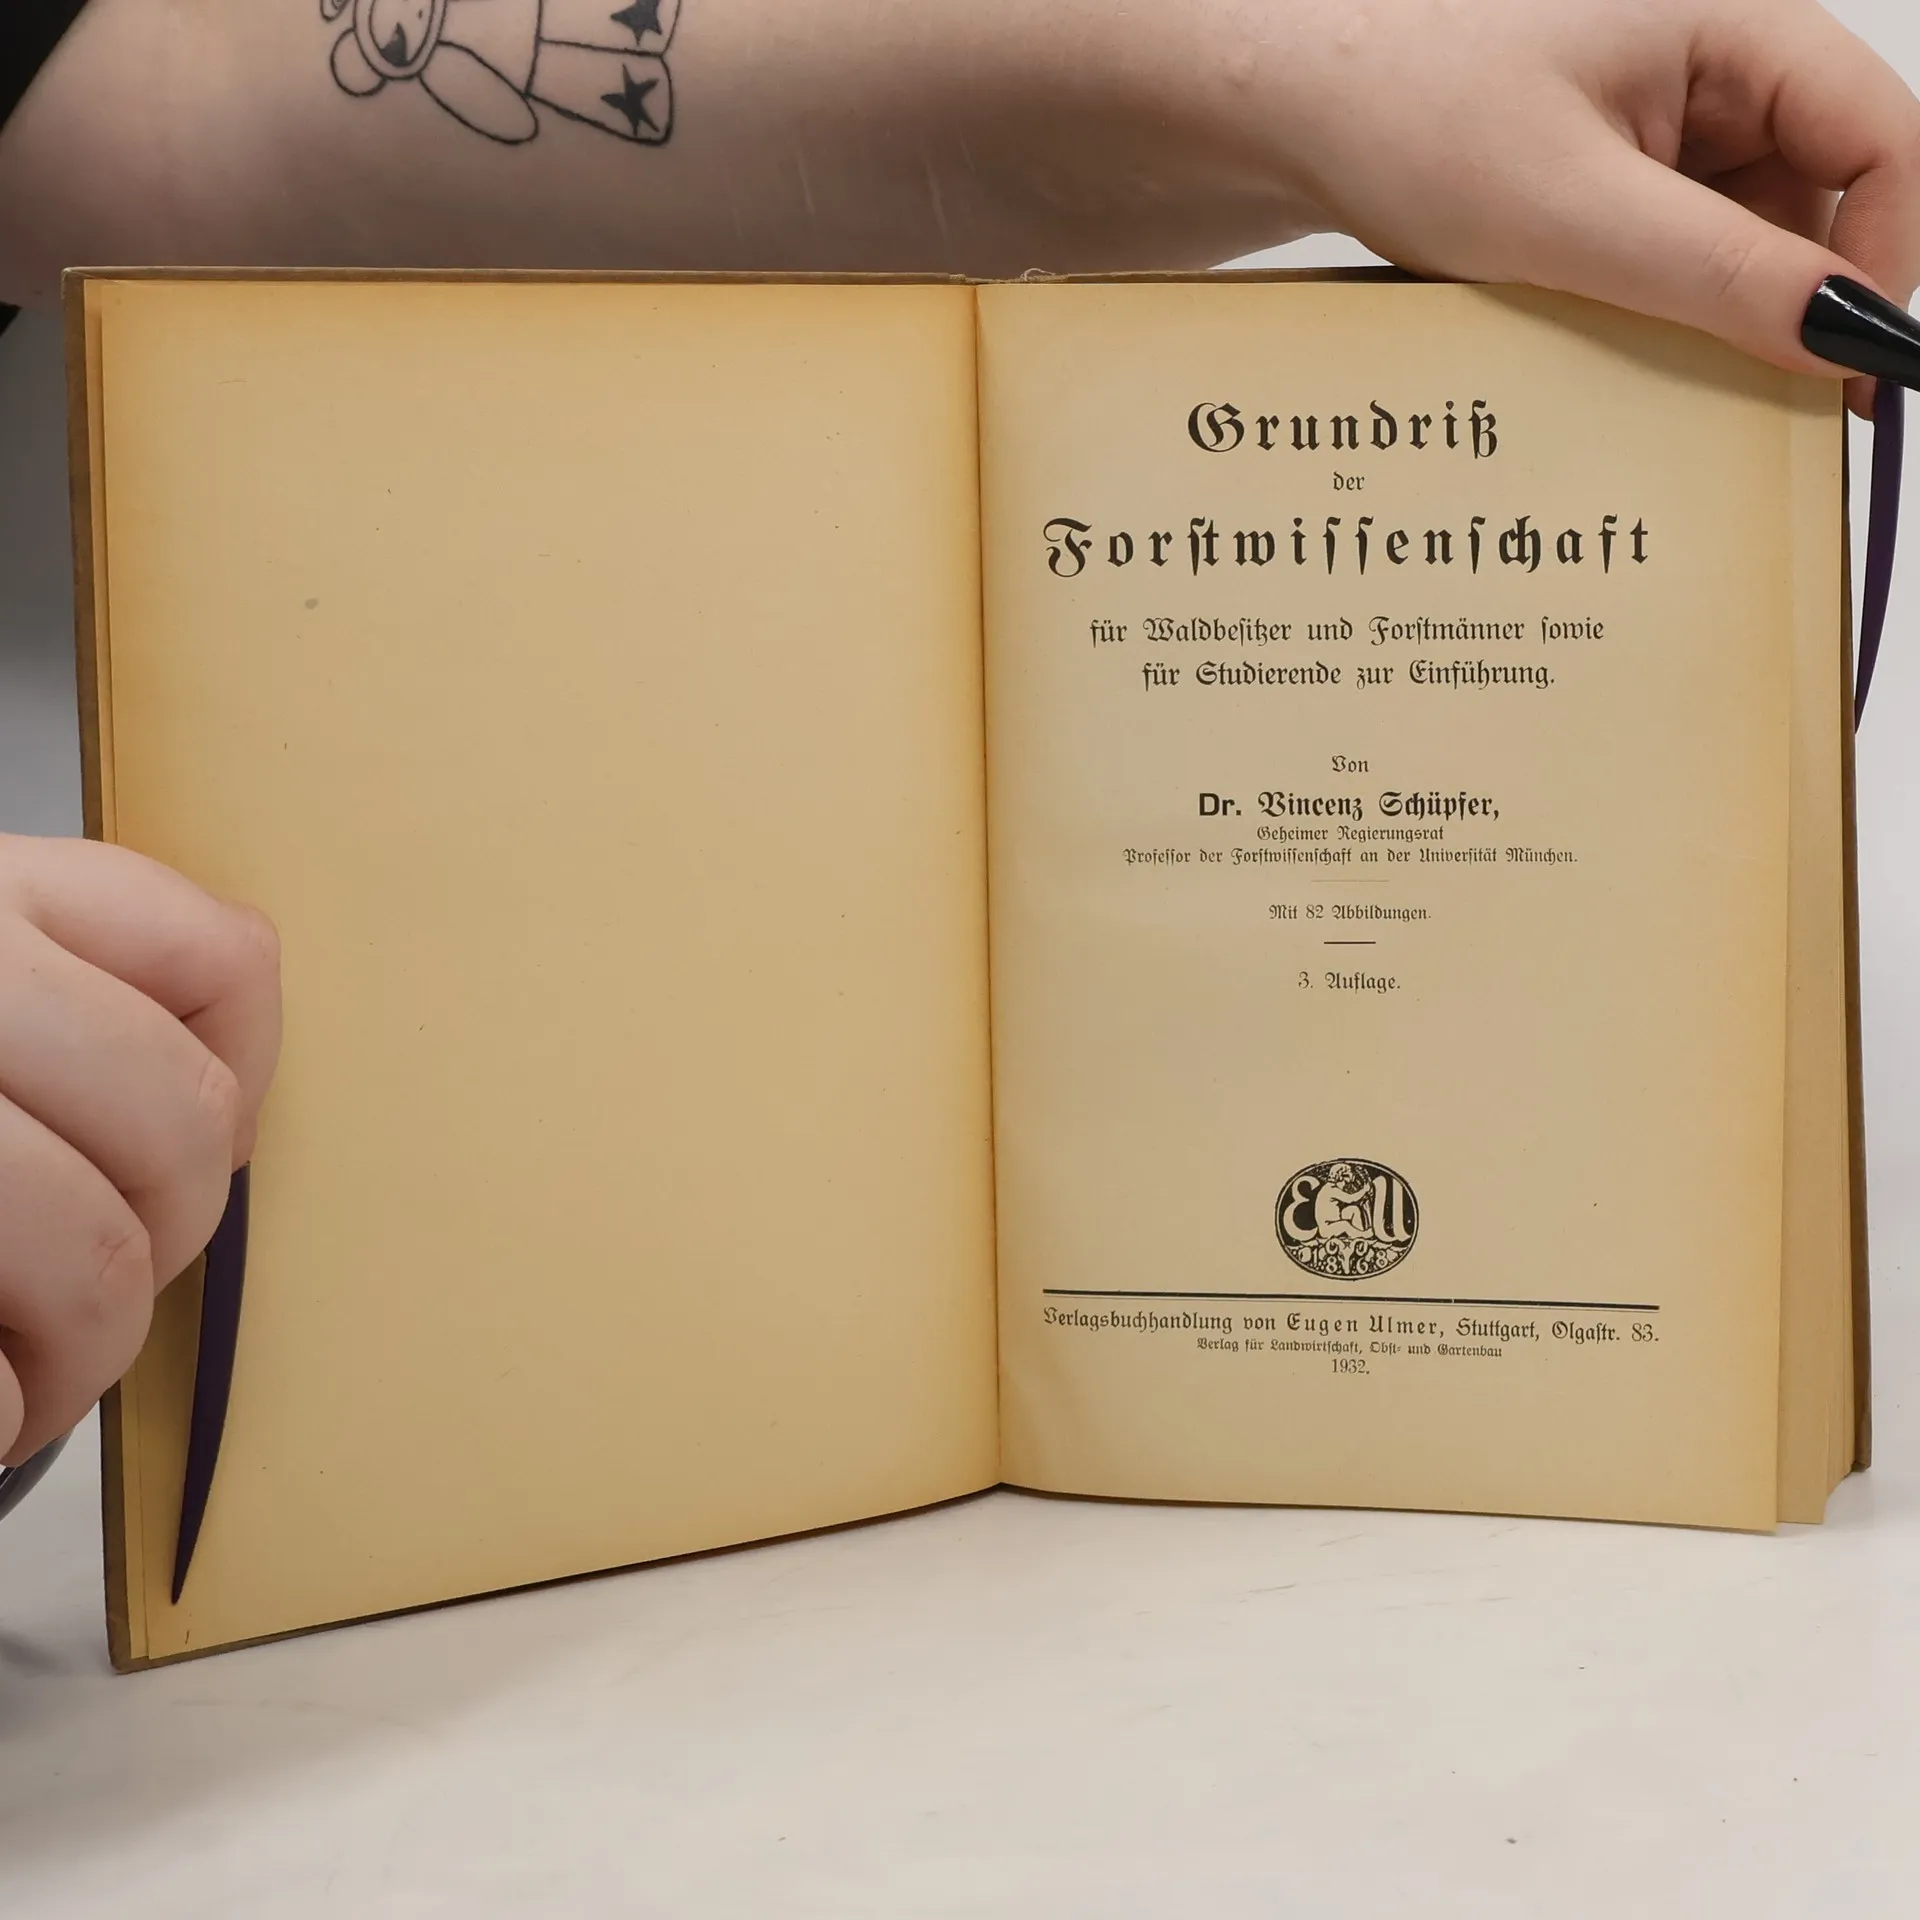 Grundriß
der
Forstwissenschaft
für Waldbesitzer und Forstmänner sowie
für Studierende zur Einführung.
Von
Dr. Vincenz Schüpfer,
Geheimer Regierungsrat
Professor der Forstwissenschaft an der Universität München.
Mit 82 Abbildungen.
3. Auflage.
E U
1868
Verlagsbuchhandlung von Eugen Ulmer, Stuttgart, Olgastr. 83.
Verlag für Landwirtschaft, Obst- und Gartenbau
1932.